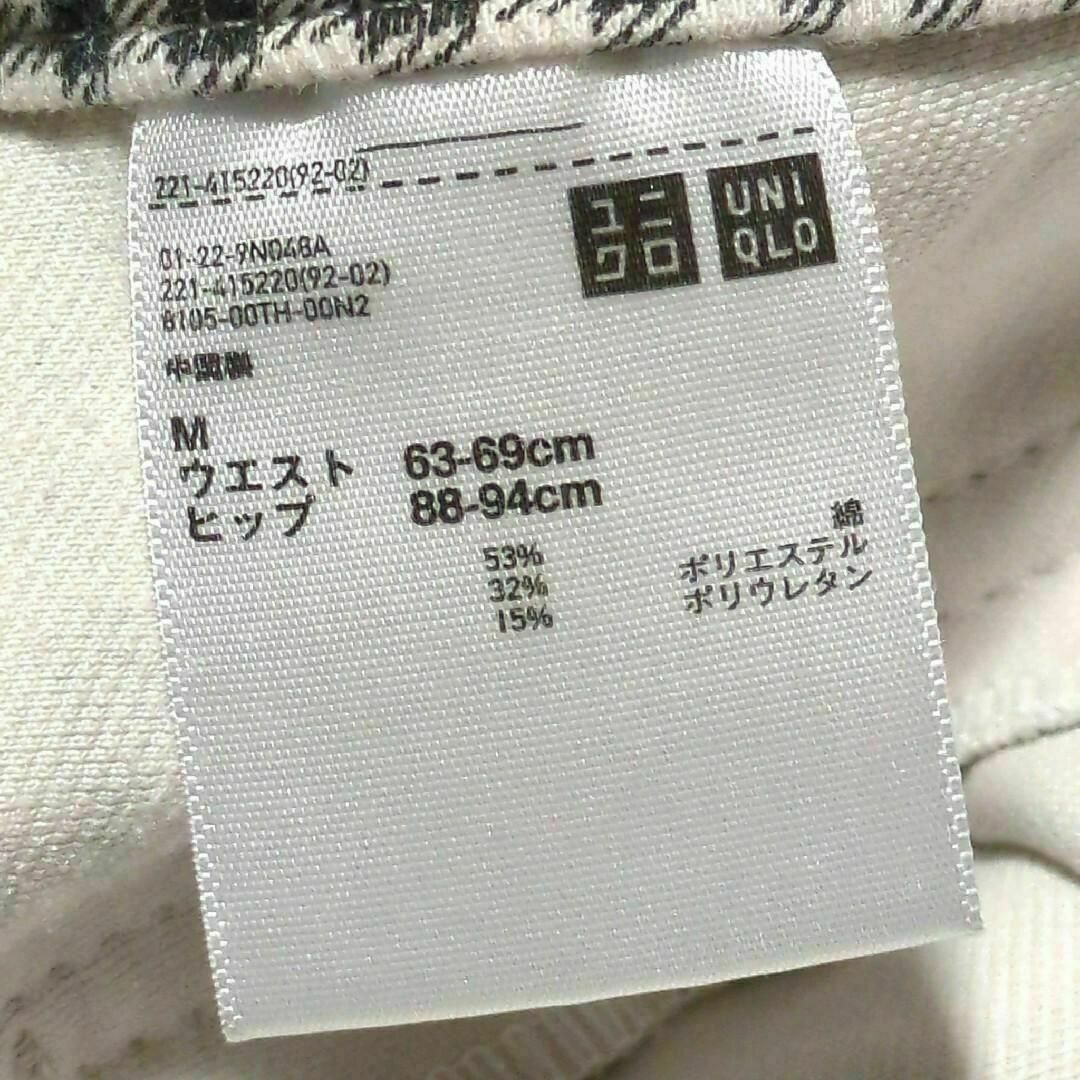 221-415220(92-02)
ユニ
クロ
UNI
QLO
01-22-9N048A
221-415220(92-02)
8105-00TH-00N2
中国製
M
ウエスト 63-69cm
ヒップ 88-94cm
53% 綿
32% ポリエステル
15% ポリウレタン